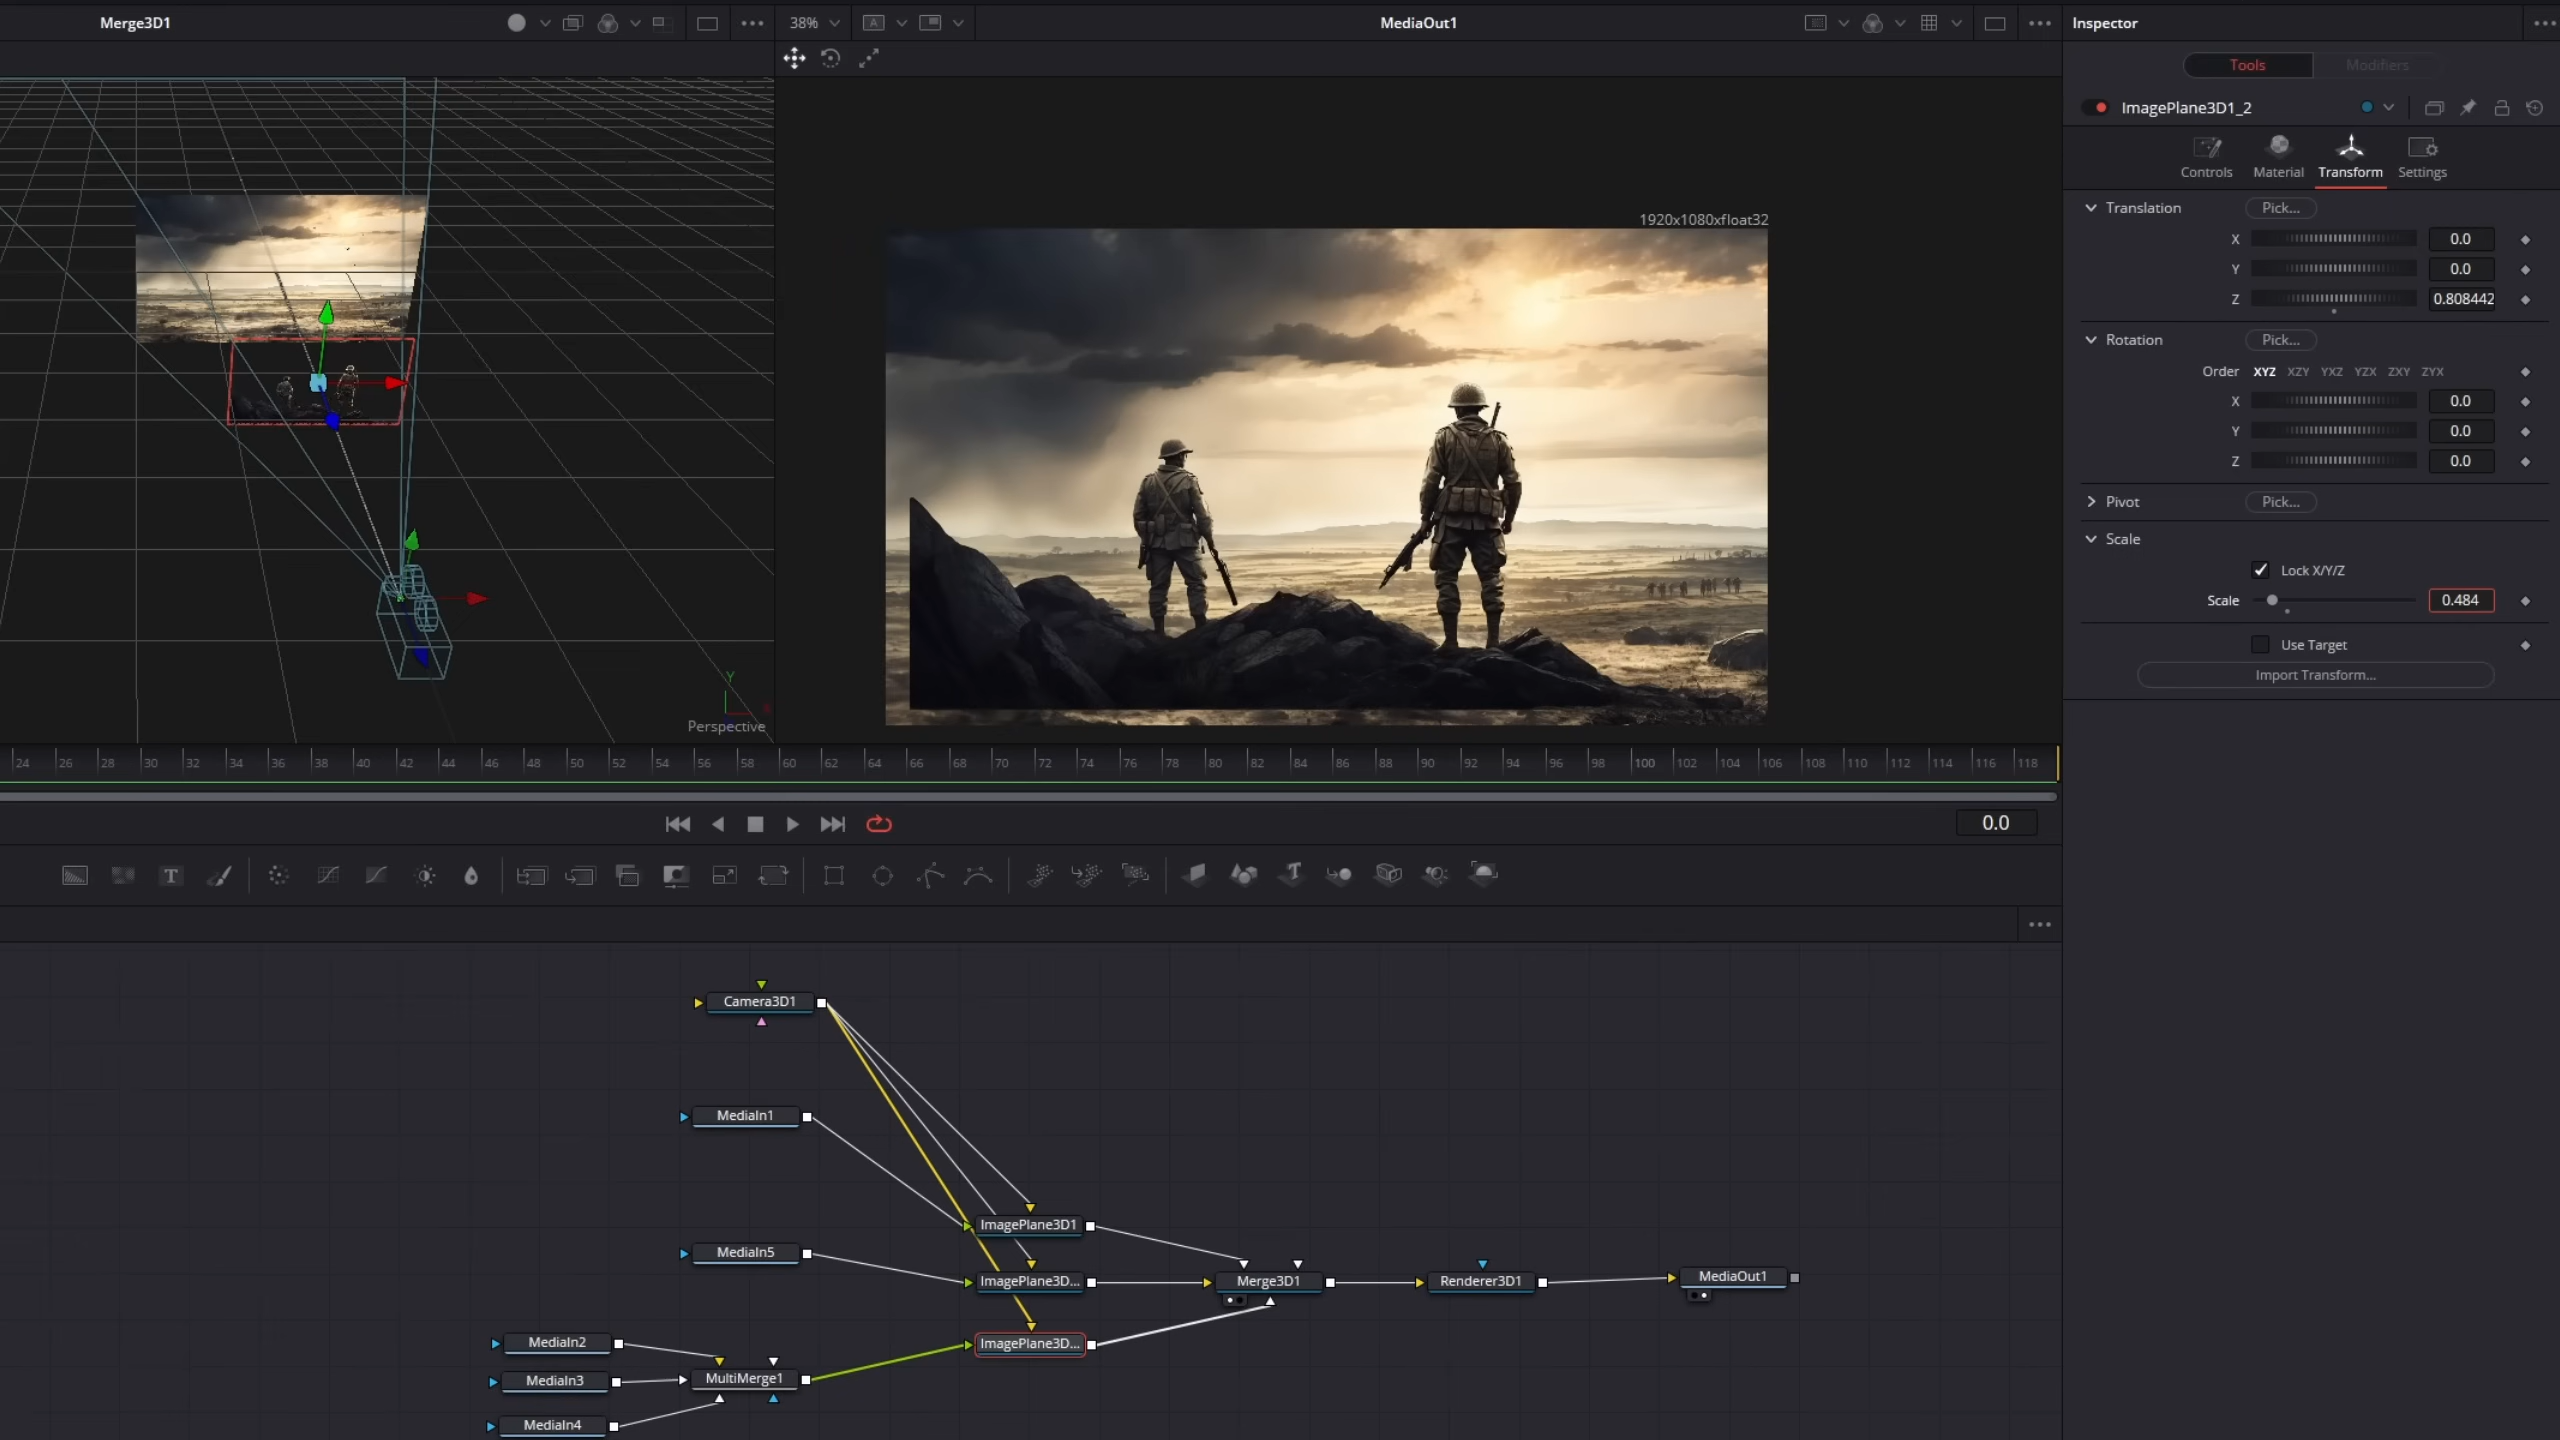 Merge3D1
38%
A
MediaOut1
Inspector
Tools
Modifiers
ImagePlane3D1_2
Controls
Material
Transform
Settings
1920x1080xfloat32
Translation
Pick...
X
0.0
Y
0.0
Z
0.808442
Rotation
Pick...
Order
XYZ XZY YXZ YZX ZXY ZYX
X
0.0
Y
0.0
Z
0.0
Pivot
Pick...
Scale
Lock X/Y/Z
Scale
0.484
Use Target
Import Transform...
Y
Perspective
24 26 28 30 32 34 36 38 40 42 44 46 48 50 52 54 56 58 60 62 64 66 68 70 72 74 76 78 80 82 84 86 88 90 92 94 96 98 100 102 104 106 108 110 112 114 116 118
0.0
T
T
Camera3D1
MediaIn1
ImagePlane3D1
MediaIn5
ImagePlane3D...
Merge3D1
Renderer3D1
MediaOut1
MediaIn2
ImagePlane3D...
MediaIn3
MultiMerge1
MediaIn4